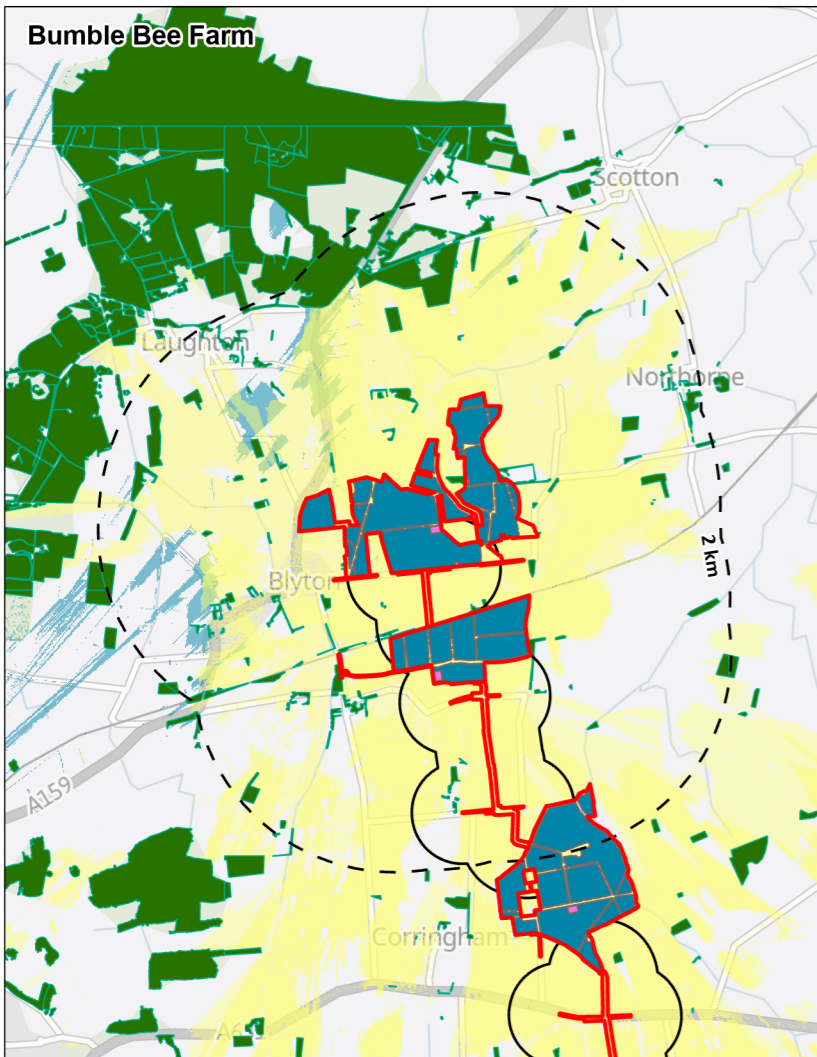 Bumble Bee Farm
Scotton
Laughton
Northorpe
2 km
Blyton
A159
Corringham